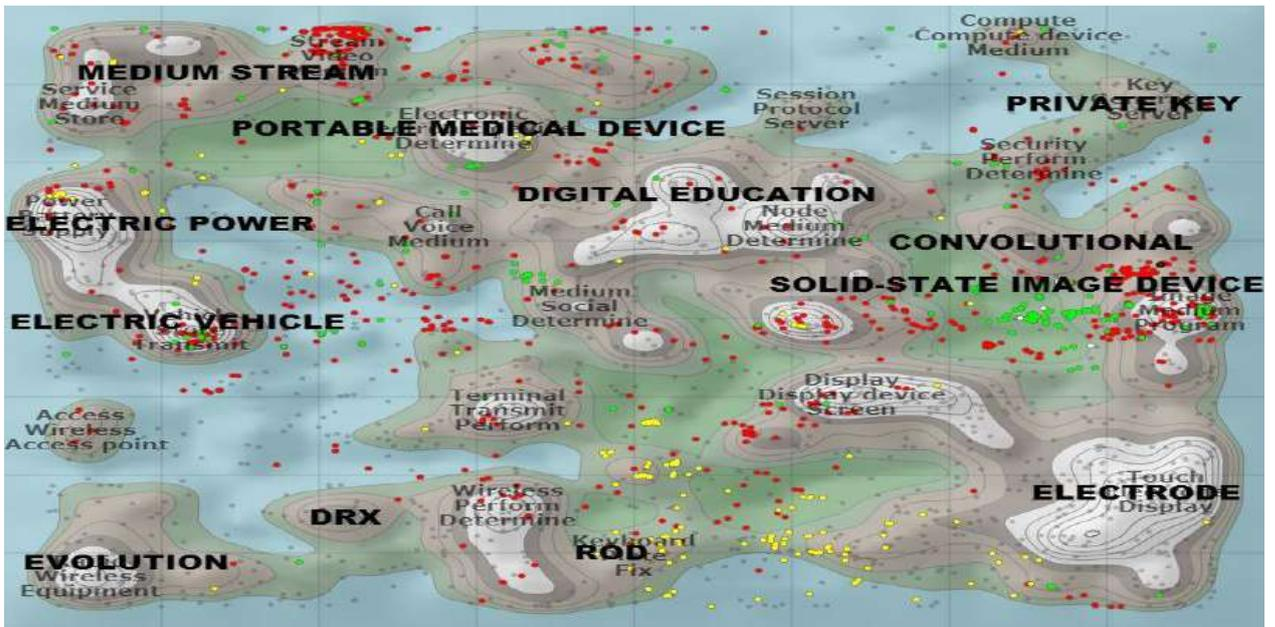 Compute
Compute device
Medium
Stream
Video
MEDIUM STREAM
Service
Medium
Store
Key
PRIVATE KEY
Server
Session
Protocol
Server
Electronic
PORTABLE MEDICAL DEVICE
Determine
Security
Perform
Determine
DIGITAL EDUCATION
Power
ELECTRIC POWER
Supply
Call
Voice
Medium
Node
Medium
Determine
CONVOLUTIONAL
SOLID-STATE IMAGE DEVICE
Image
Medium
Program
Medium
Social
Determine
ELECTRIC VEHICLE
Transmit
Display
Display device
Screen
Terminal
Transmit
Perform
Access
Wireless
Access point
Wireless
Perform
Determine
Touch
ELECTRODE
Display
DRX
Keyboard
ROD
Fix
EVOLUTION
Wireless
Equipment